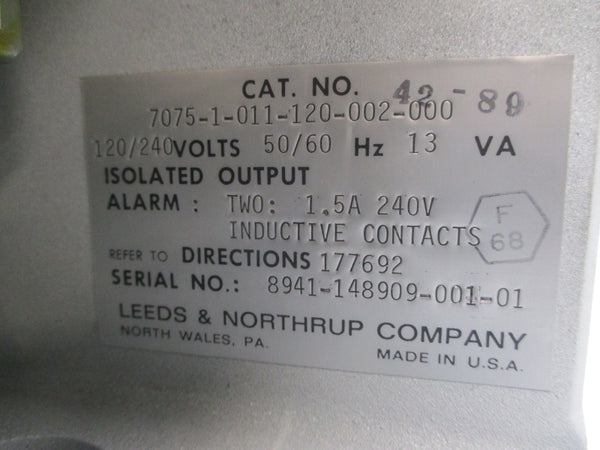 CAT. NO. 42-89
7075-1-011-120-002-000
120/240 VOLTS 50/60 Hz 13 VA
ISOLATED OUTPUT
ALARM: TWO: 1.5A 240V
INDUCTIVE CONTACTS
F
68
REFER TO DIRECTIONS 177692
SERIAL NO.: 8941-148909-001-01
LEEDS & NORTHRUP COMPANY
NORTH WALES, PA. MADE IN U.S.A.